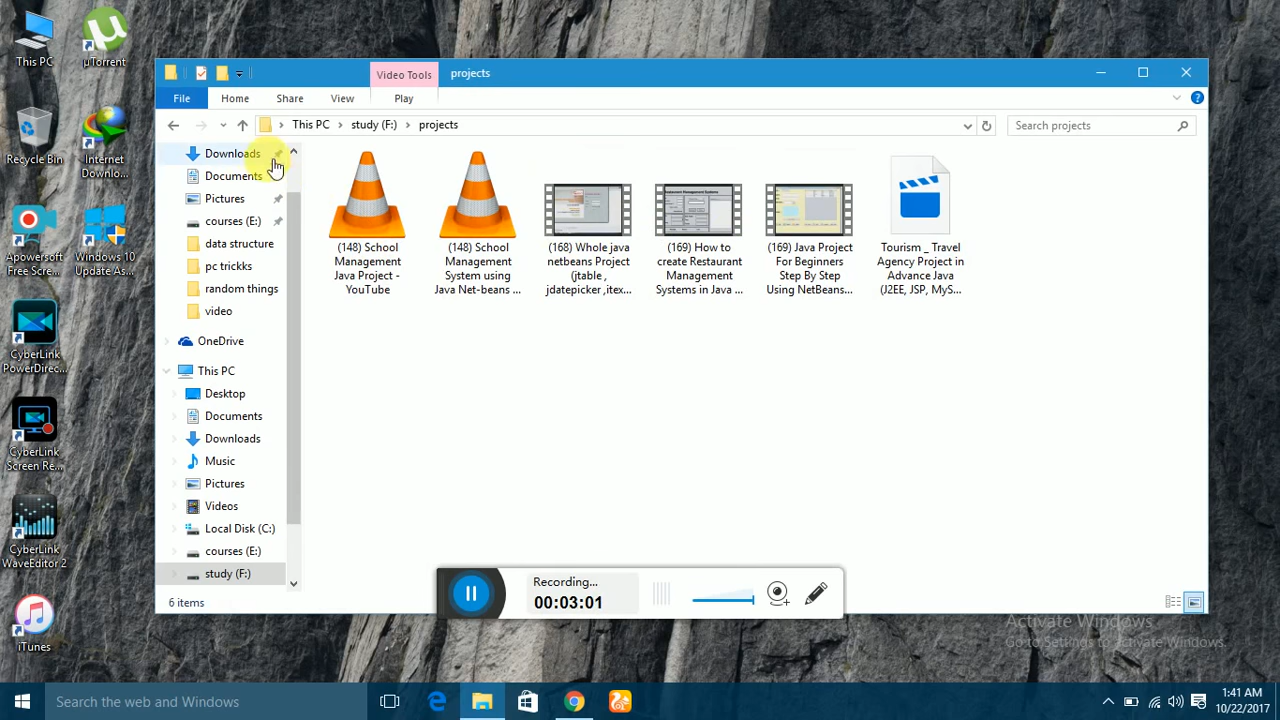 This PC
µTorrent
Recycle Bin
Internet
Downlo...
Apowersoft
Free Scre...
Windows 10
Update As...
CyberLink
PowerDirec...
CyberLink
Screen Re...
CyberLink
WaveEditor 2
iTunes
Video Tools
projects
File
Home
Share
View
Play
This PC
study (F:)
projects
Search projects
Downloads
Documents
Pictures
courses (E:)
data structure
pc trickks
random things
video
OneDrive
This PC
Desktop
Documents
Downloads
Music
Pictures
Videos
Local Disk (C:)
courses (E:)
study (F:)
6 items
(148) School
Management
Java Project -
YouTube
(148) School
Management
System using
Java Net-beans ...
(168) Whole java
netbeans Project
(jtable ,
jdatepicker ,itex...
(169) How to
create Restaurant
Management
Systems in Java ...
(169) Java Project
For Beginners
Step By Step
Using NetBeans...
Tourism _ Travel
Agency Project in
Advance Java
(J2EE, JSP, MyS...
Recording...
00:03:01
Activate Windows
Go to Settings to activate Windows.
Search the web and Windows
1:41 AM
10/22/2017